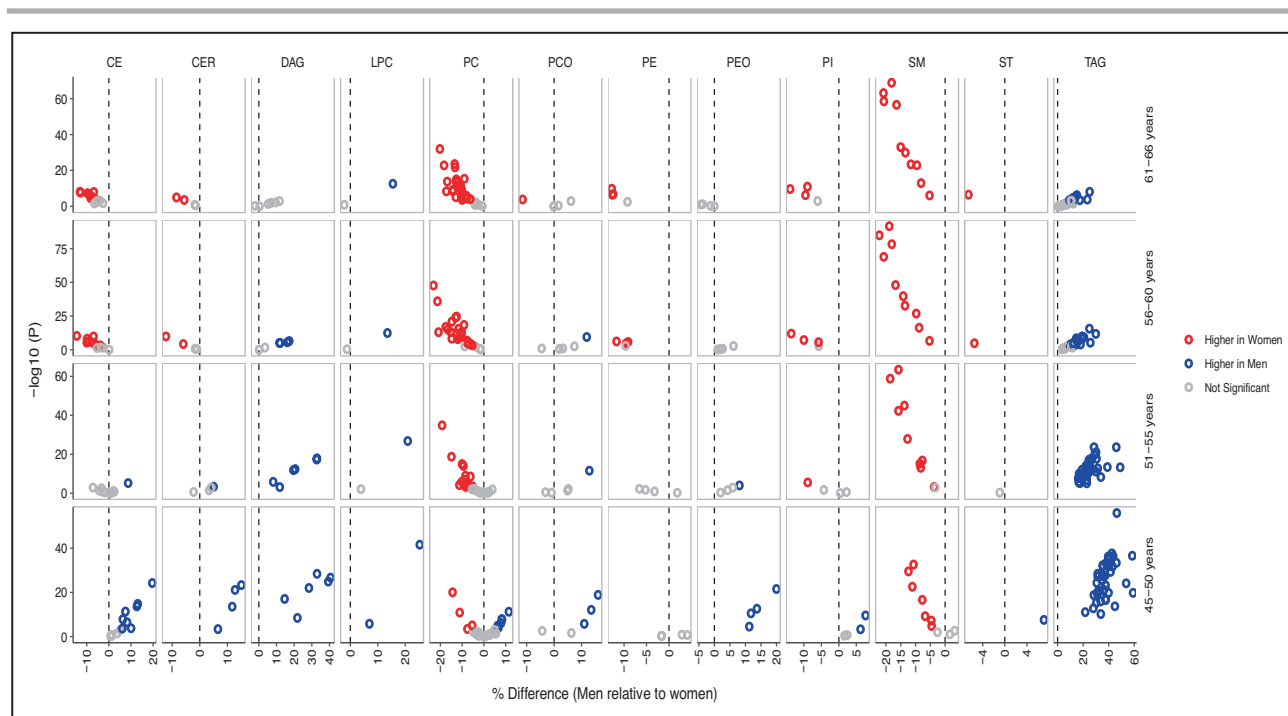 CE CER DAG LPC PC PCO PE PEO PI SM ST TAG
60
40
20
0
61−66 years
75
50
25
0
56−60 years
60
40
20
0
51−55 years
40
20
0
45−50 years
−log10 (P)
−10 0 10 20 0 10 0 10 20 30 40 0 10 20 −20 −10 0 10 0 10 −10 −5 0 −5 0 5 10 15 20 −10 −5 0 5 −20 −15 −10 −5 0 −4 0 4 0 20 40 60
% Difference (Men relative to women)
Higher in Women
Higher in Men
Not Significant